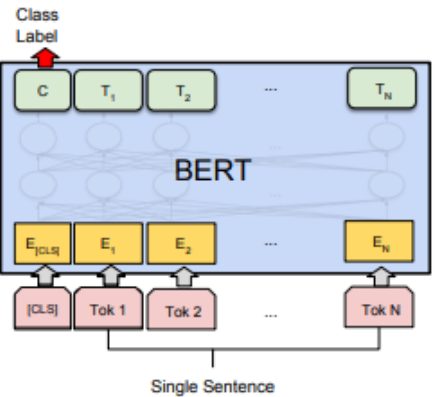 Class
Label
C T1 T2 ... TN
BERT
E[CLS] E1 E2 ... EN
[CLS] Tok 1 Tok 2 ... Tok N
Single Sentence